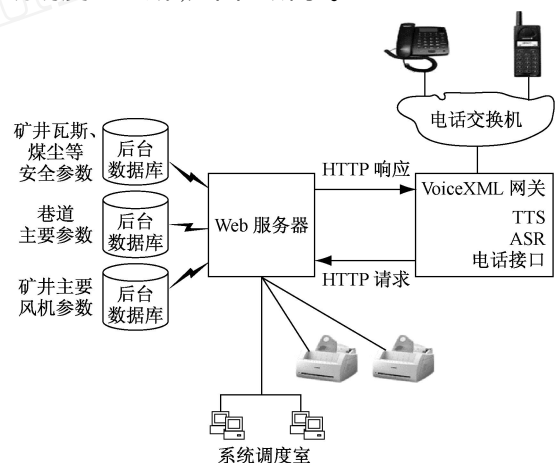 电话交换机
矿井瓦斯、
煤尘等
安全参数
后台
数据库
巷道
主要参数
后台
数据库
矿井主要
风机参数
后台
数据库
Web 服务器
HTTP 响应
HTTP 请求
VoiceXML 网关
TTS
ASR
电话接口
系统调度室